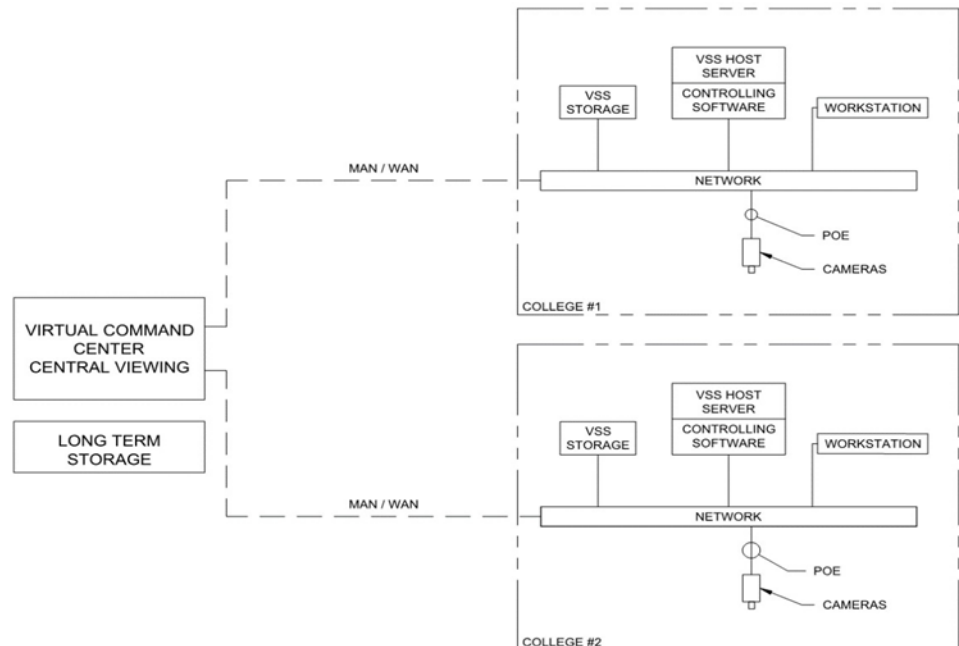 VSS HOST
SERVER
VSS
STORAGE
CONTROLLING
SOFTWARE
WORKSTATION
MAN / WAN
NETWORK
POE
CAMERAS
COLLEGE #1
VIRTUAL COMMAND
CENTER
CENTRAL VIEWING
LONG TERM
STORAGE
VSS HOST
SERVER
VSS
STORAGE
CONTROLLING
SOFTWARE
WORKSTATION
MAN / WAN
NETWORK
POE
CAMERAS
COLLEGE #2